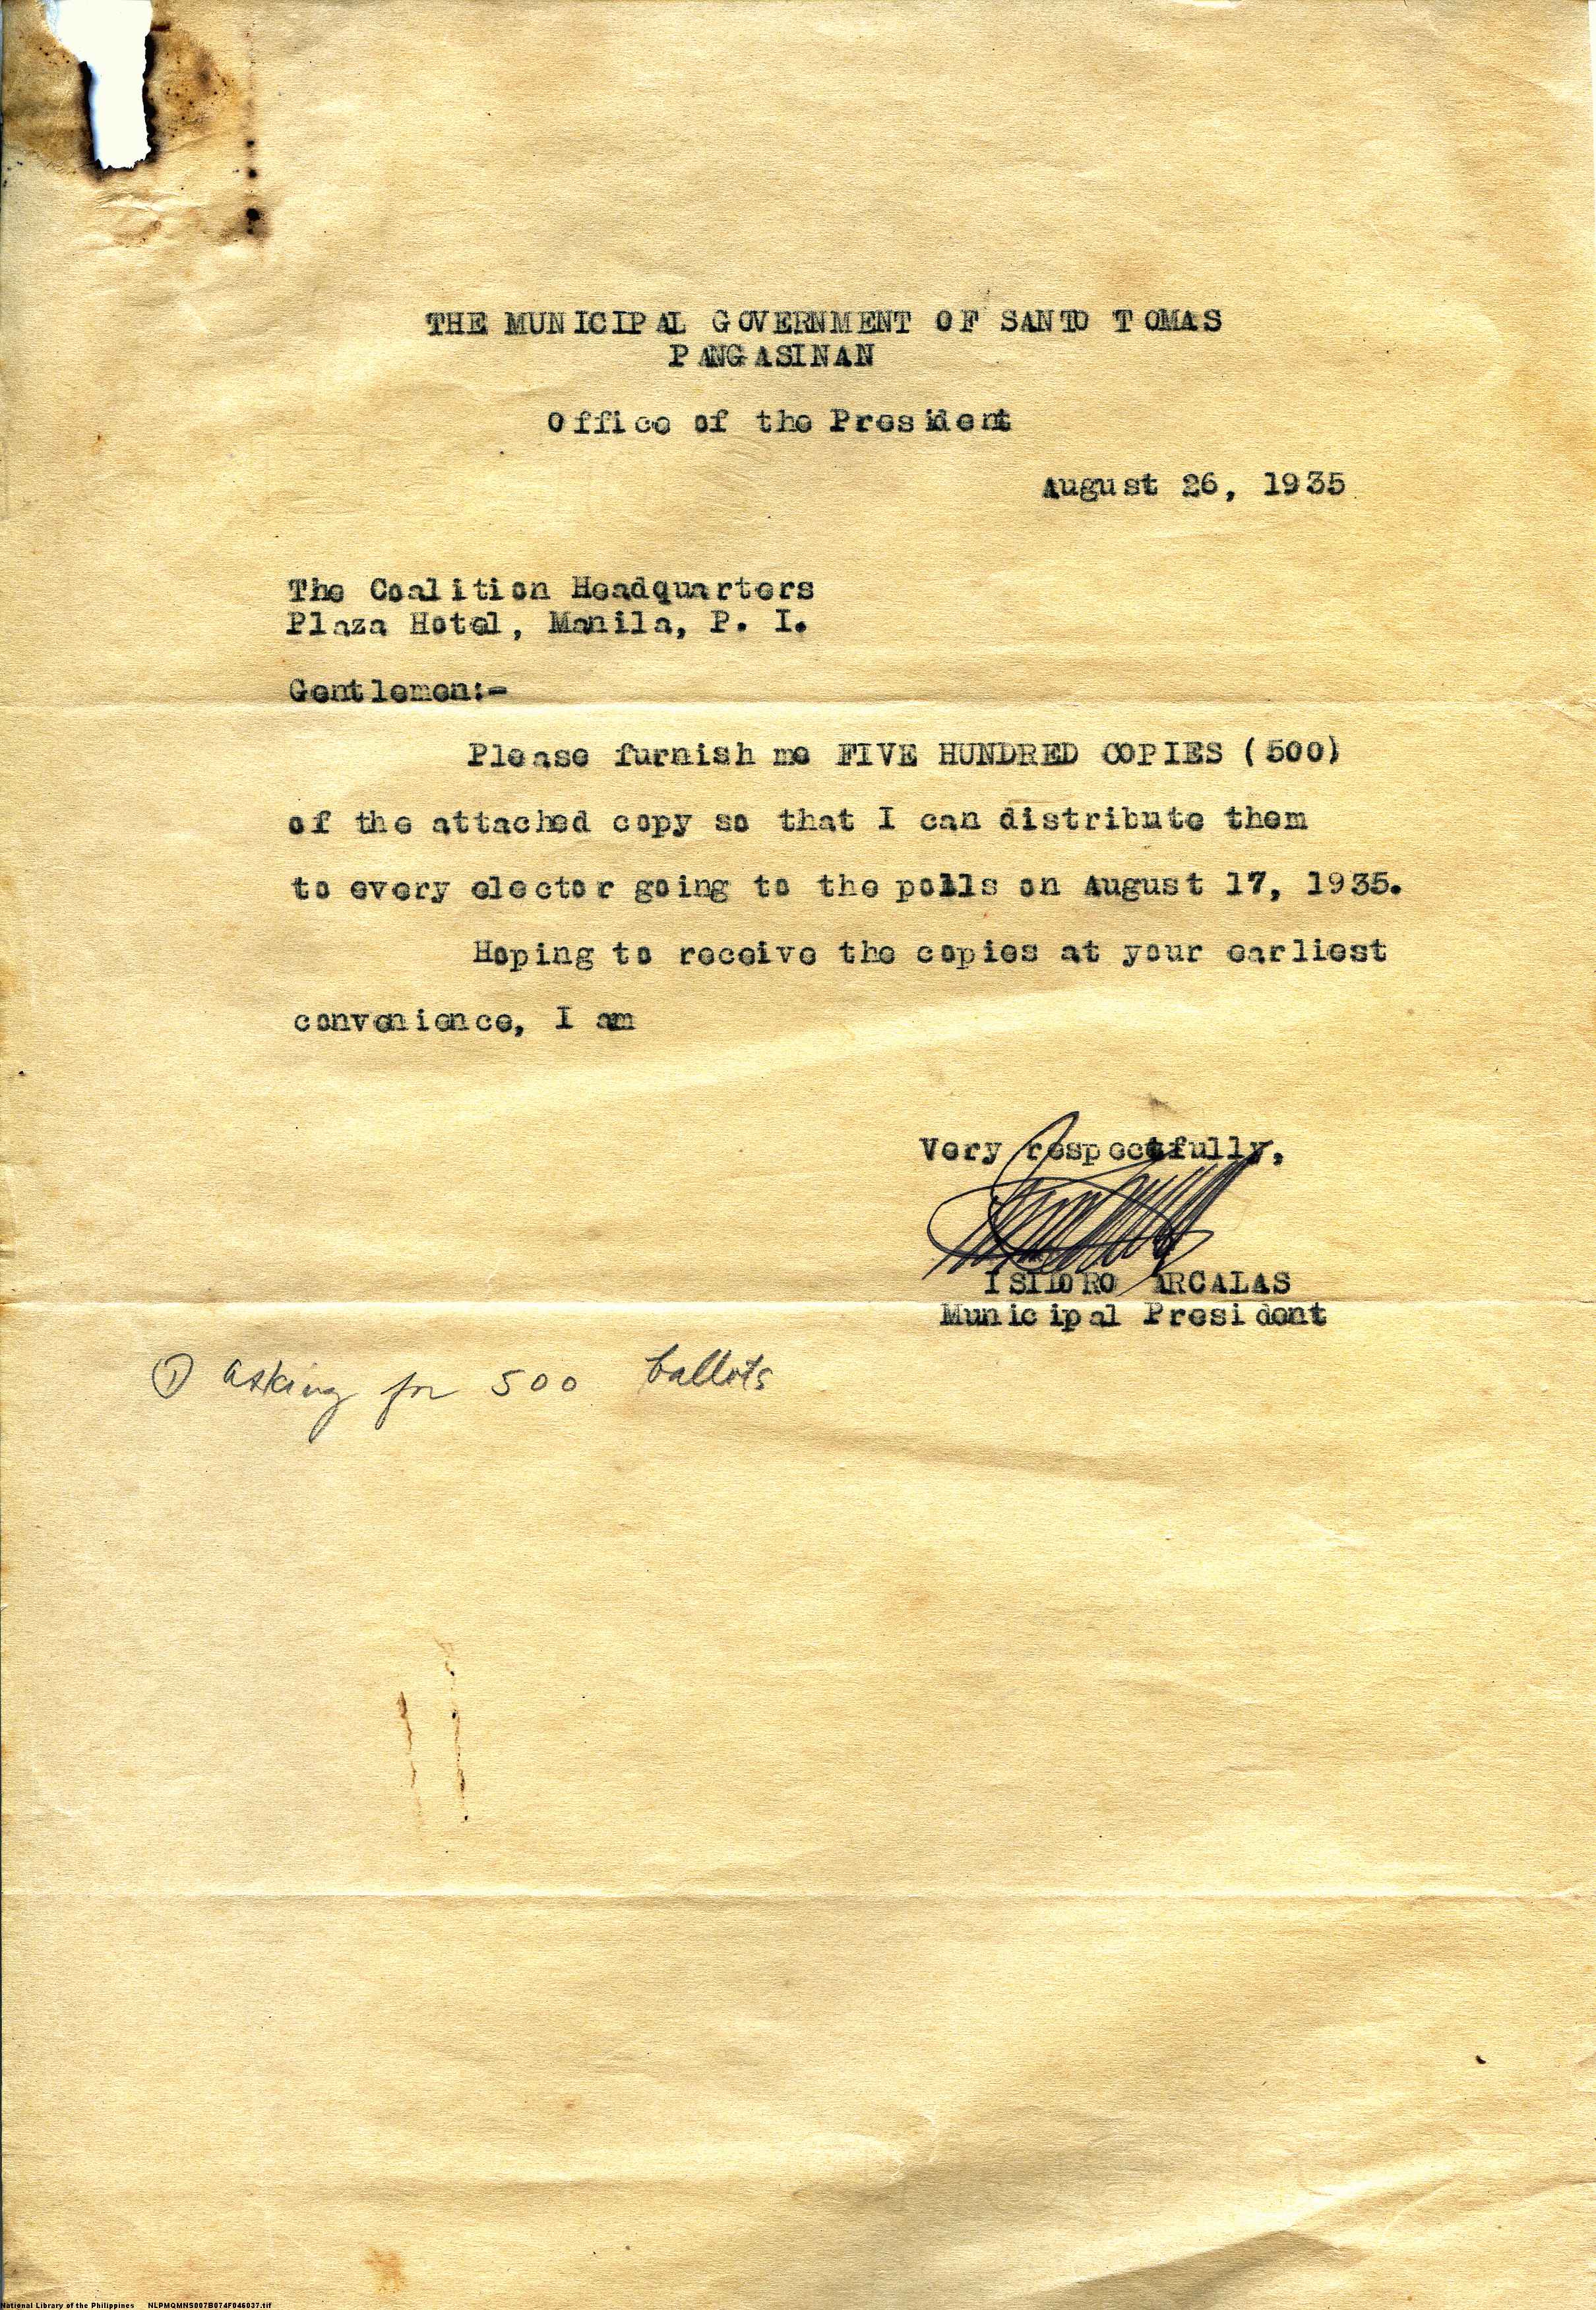 THE MUNICIPAL GOVERNMENT OF SANTO TOMAS
PANGASINAN
Office of the President
August 26, 1935
The Coalition Headquarters
Plaza Hotel, Manila, P. I.
Gentlemen:-
Please furnish me FIVE HUNDRED COPIES (500)
of the attached copy so that I can distribute them
to every elector going to the polls on August 17, 1935.
Hoping to receive the copies at your earliest
convenience, I am
Very respectfully,
ISIDORO ARCALAS
Municipal President
① asking for 500 ballots
National Library of the Philippines NLPMQMNS007B074F046037.tif